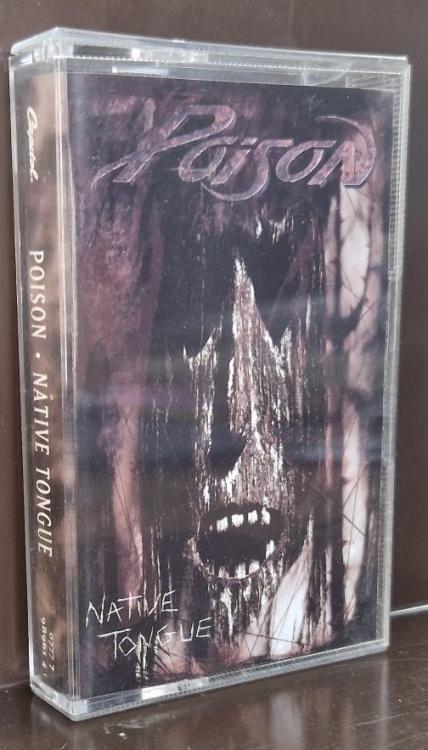 Poison
NATIVE
TONGUE
Capitol.
POISON • NATIVE TONGUE